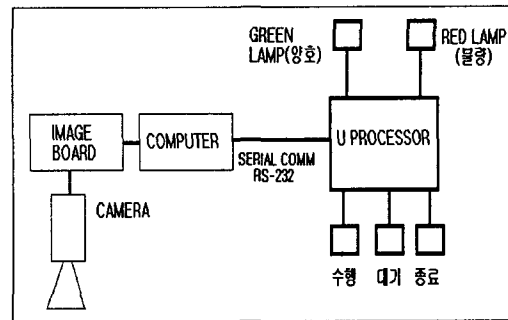 GREEN
LAMP(양호)
RED LAMP
(불량)
IMAGE
BOARD
COMPUTER
SERIAL COMM
RS-232
U PROCESSOR
CAMERA
수행
대기
종료